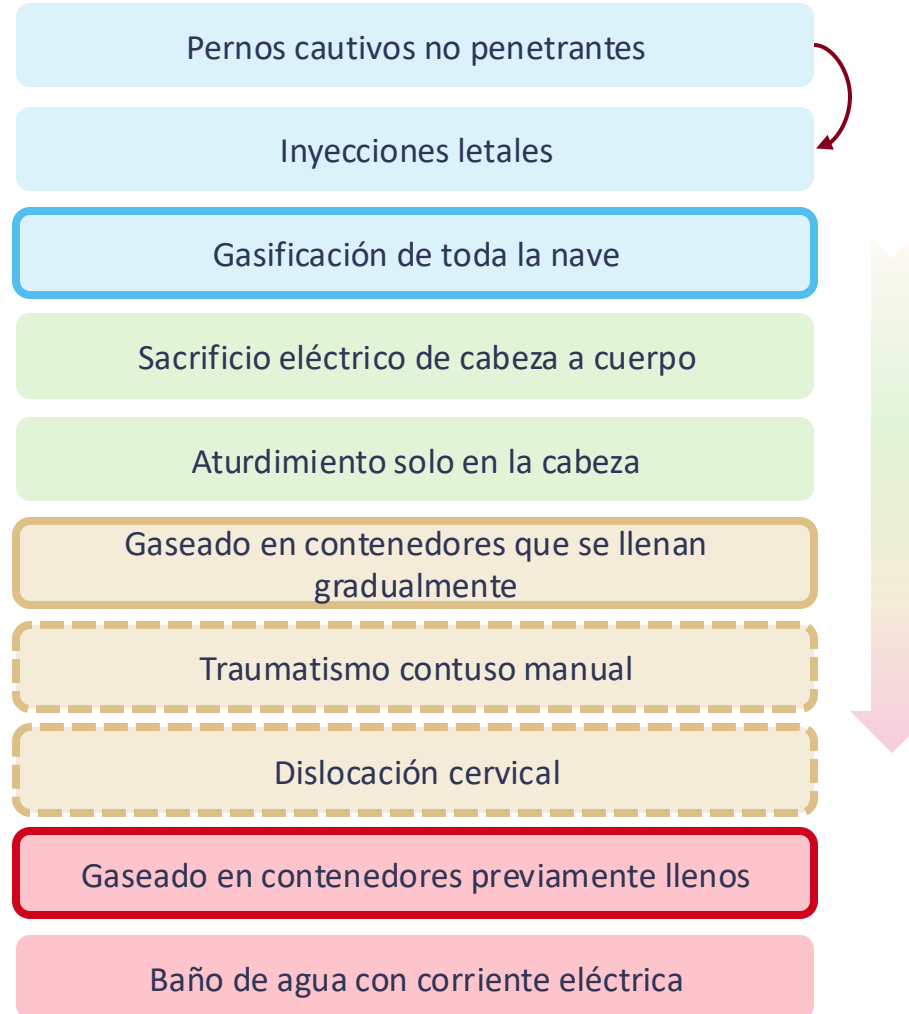 Pernos cautivos no penetrantes
Inyecciones letales
Gasificación de toda la nave
Sacrificio eléctrico de cabeza a cuerpo
Aturdimiento solo en la cabeza
Gaseado en contenedores que se llenan
gradualmente
Traumatismo contuso manual
Dislocación cervical
Gaseado en contenedores previamente llenos
Baño de agua con corriente eléctrica